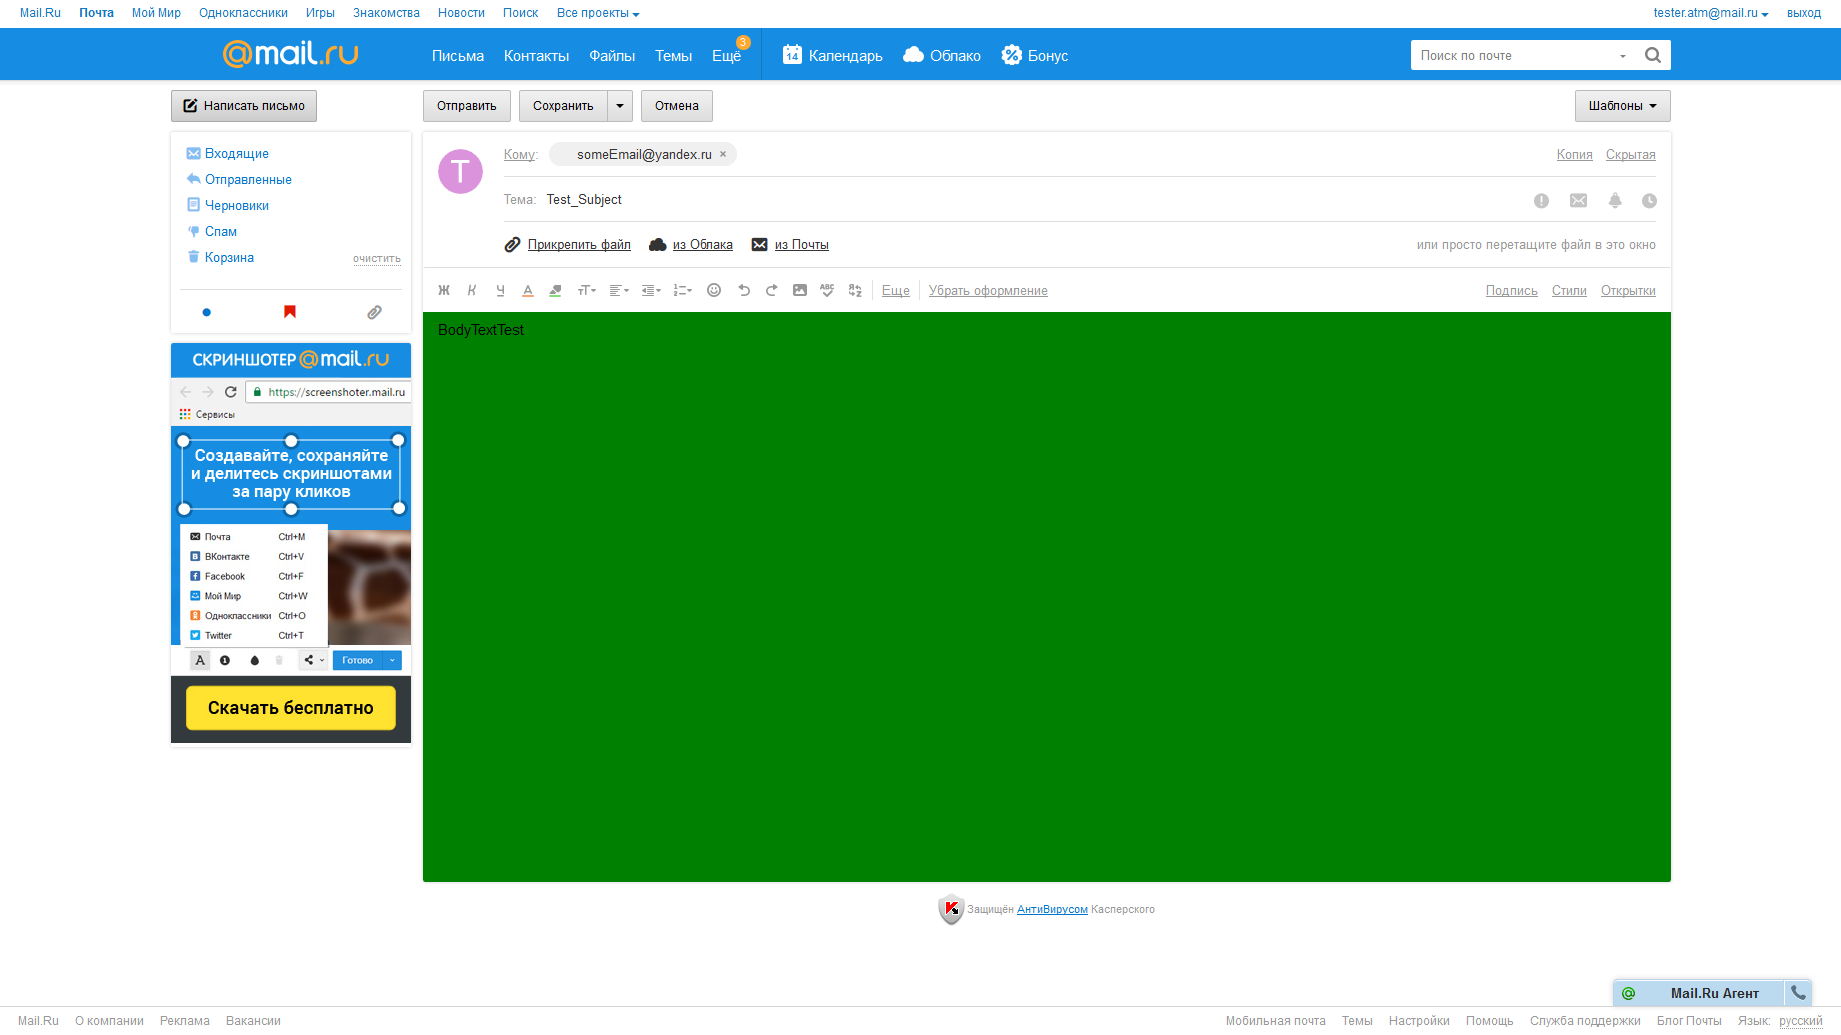 Mail.Ru Почта Мой Мир Одноклассники Игры Знакомства Новости Поиск Все проекты tester.atm@mail.ru выход
@mail.ru Письма Контакты Файлы Темы Ещё 3 14 Календарь Облако Бонус Поиск по почте
Написать письмо Отправить Сохранить Отмена Шаблоны
Входящие
Отправленные
Черновики
Спам
Корзина очистить
T
Кому: someEmail@yandex.ru × Копия Скрытая
Тема: Test_Subject
Прикрепить файл из Облака из Почты или просто перетащите файл в это окно
Ж К Ч А тТ ABC Еще Убрать оформление Подпись Стили Открытки
BodyTextTest
СКРИНШОТЕР @mail.ru
https://screenshoter.mail.ru
Сервисы
Создавайте, сохраняйте
и делитесь скриншотами
за пару кликов
Почта Ctrl+M
ВКонтакте Ctrl+V
Facebook Ctrl+F
Мой Мир Ctrl+W
Одноклассники Ctrl+O
Twitter Ctrl+T
A 1 Готово
Скачать бесплатно
Защищён АнтиВирусом Касперского
@ Mail.Ru Агент
Mail.Ru О компании Реклама Вакансии Мобильная почта Темы Настройки Помощь Служба поддержки Блог Почты Язык: русский